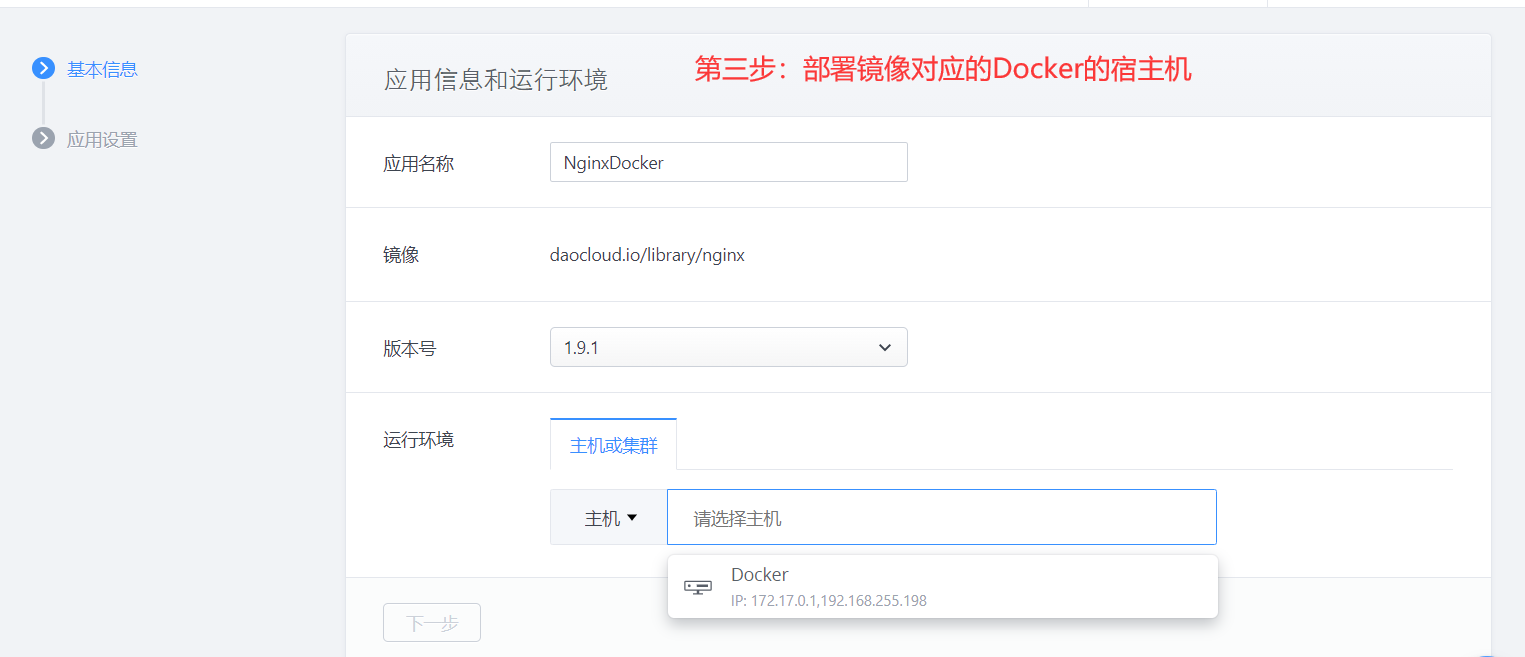 基本信息
应用设置
应用信息和运行环境
第三步：部署镜像对应的Docker的宿主机
应用名称
NginxDocker
镜像
daocloud.io/library/nginx
版本号
1.9.1
运行环境
主机或集群
主机
请选择主机
Docker
IP: 172.17.0.1,192.168.255.198
下一步